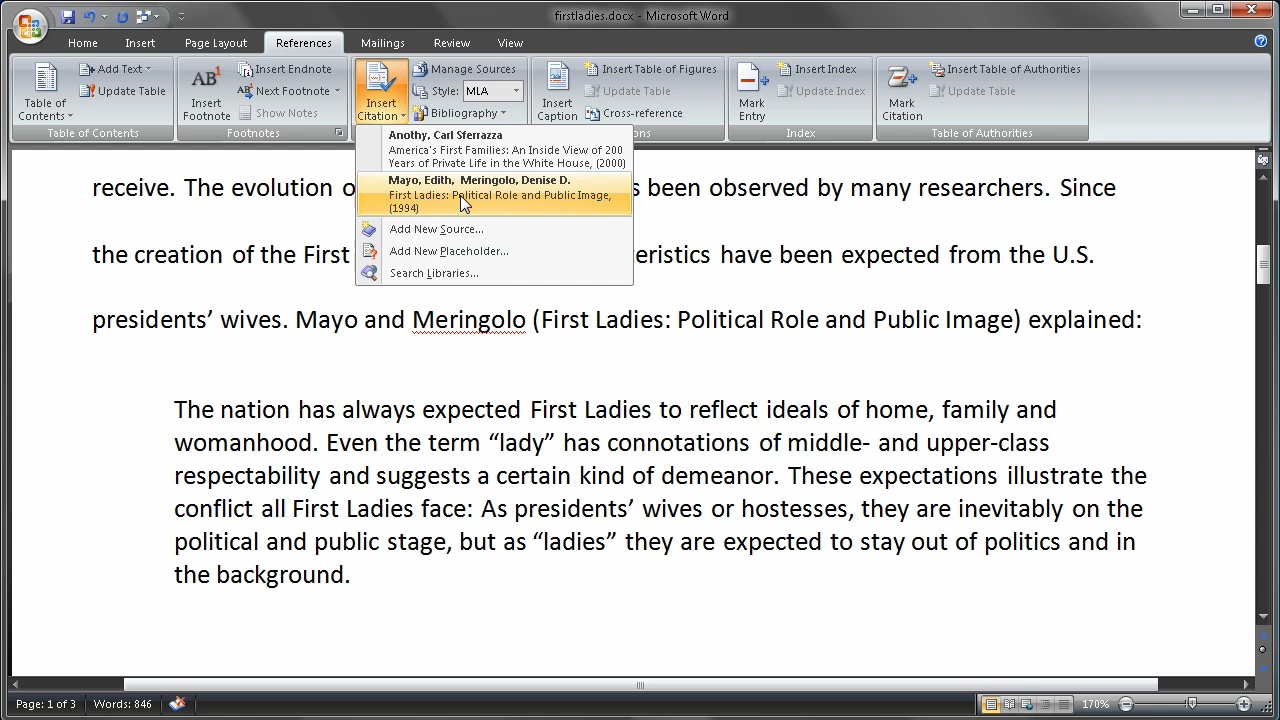 firstladies.docx - Microsoft Word
Home Insert Page Layout References Mailings Review View
Table of Contents
Add Text
Update Table
Table of Contents
AB¹
Insert Footnote
Insert Endnote
AB Next Footnote
Show Notes
Footnotes
Insert Citation
Manage Sources
Style: MLA
Bibliography
Insert Caption
Insert Table of Figures
Update Table
Cross-reference
ons
Mark Entry
Insert Index
Update Index
Index
Mark Citation
Insert Table of Authorities
Update Table
Table of Authorities
Anothy, Carl Sferrazza
America's First Families: An Inside View of 200
Years of Private Life in the White House, (2000)
Mayo, Edith, Meringolo, Denise D.
First Ladies: Political Role and Public Image,
(1994)
Add New Source...
Add New Placeholder...
Search Libraries...
receive. The evolution o s been observed by many researchers. Since
the creation of the First eristics have been expected from the U.S.
presidents’ wives. Mayo and Meringolo (First Ladies: Political Role and Public Image) explained:
The nation has always expected First Ladies to reflect ideals of home, family and
womanhood. Even the term “lady” has connotations of middle- and upper-class
respectability and suggests a certain kind of demeanor. These expectations illustrate the
conflict all First Ladies face: As presidents’ wives or hostesses, they are inevitably on the
political and public stage, but as “ladies” they are expected to stay out of politics and in
the background.
Page: 1 of 3 Words: 846 170%